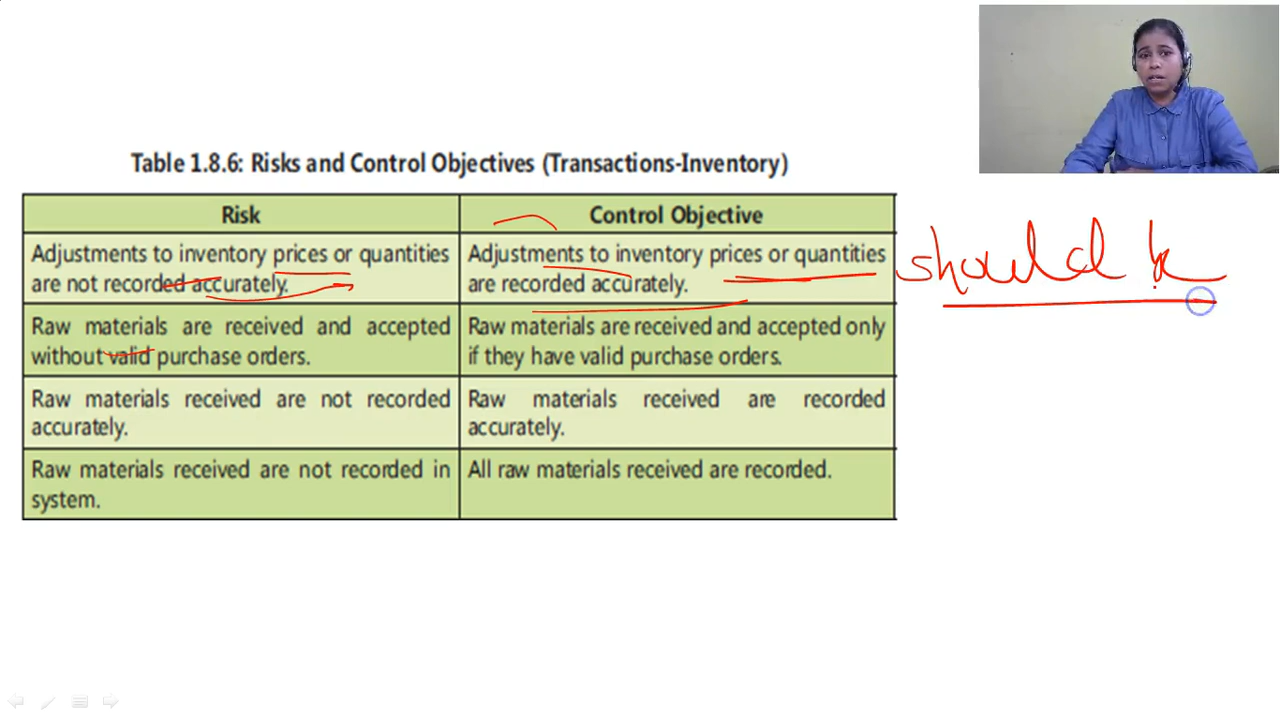 Table 1.8.6: Risks and Control Objectives (Transactions-Inventory)
Risk
Control Objective
Adjustments to inventory prices or quantities
are not recorded accurately.
Adjustments to inventory prices or quantities
are recorded accurately.
should be
Raw materials are received and accepted
without valid purchase orders.
Raw materials are received and accepted only
if they have valid purchase orders.
Raw materials received are not recorded
accurately.
Raw materials received are recorded
accurately.
Raw materials received are not recorded in
system.
All raw materials received are recorded.